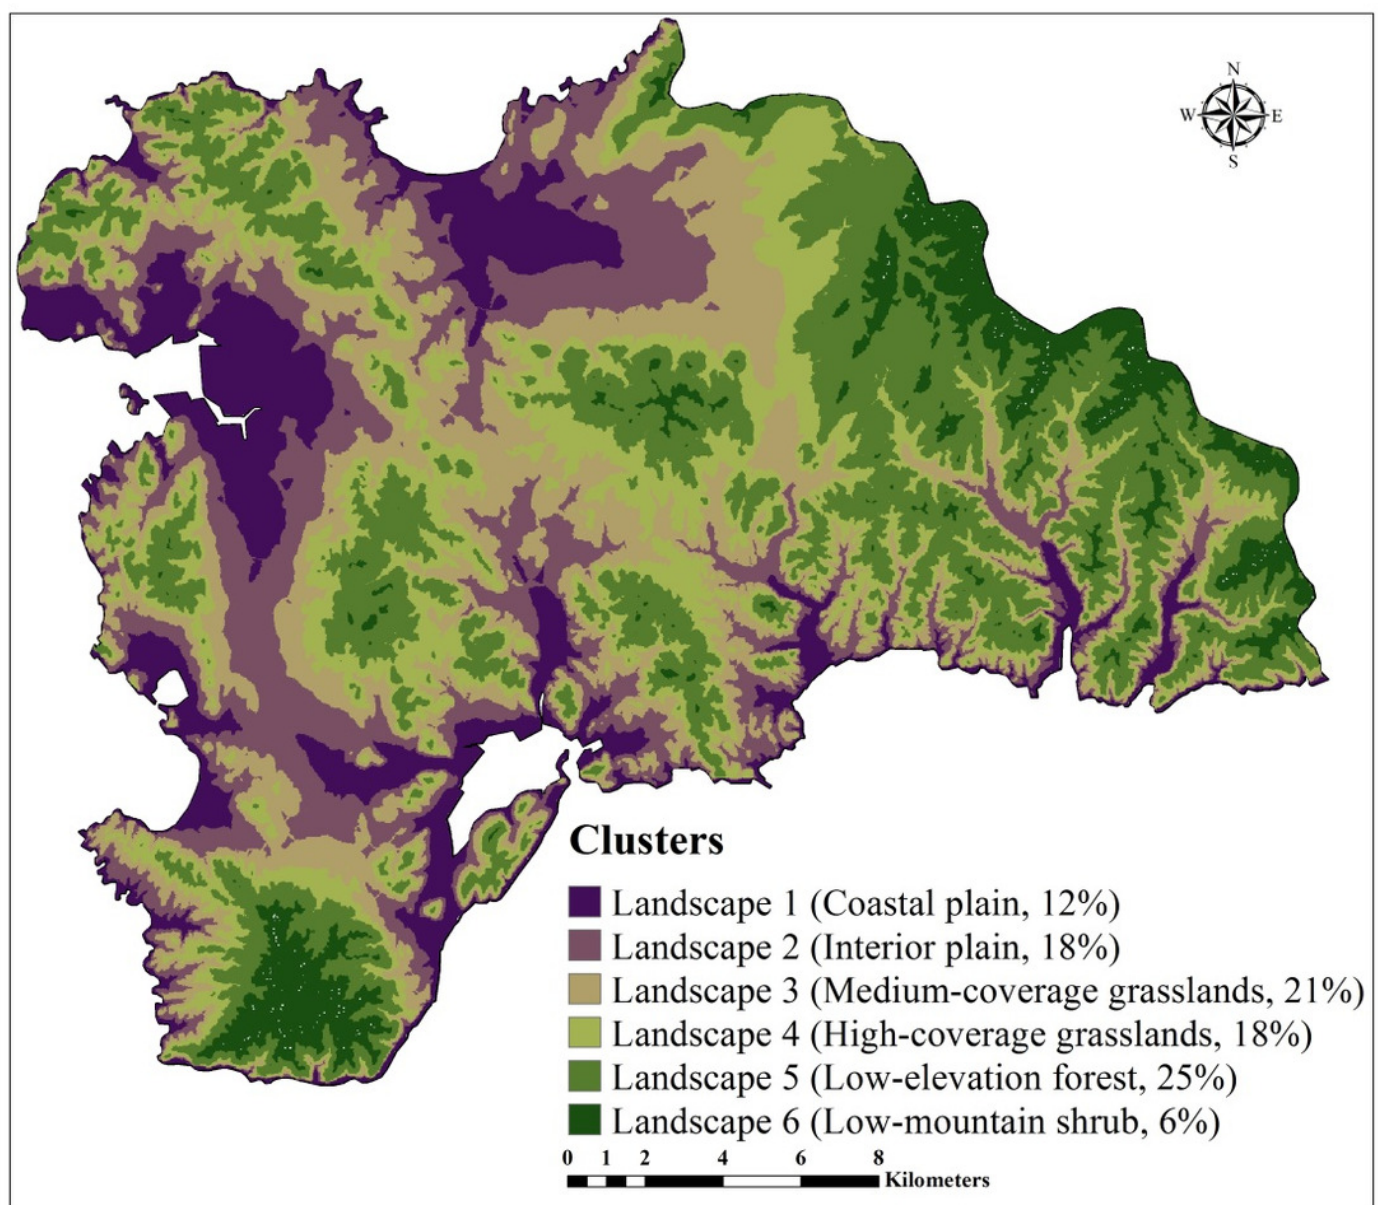 N
W E
S
Clusters
Landscape 1 (Coastal plain, 12%)
Landscape 2 (Interior plain, 18%)
Landscape 3 (Medium-coverage grasslands, 21%)
Landscape 4 (High-coverage grasslands, 18%)
Landscape 5 (Low-elevation forest, 25%)
Landscape 6 (Low-mountain shrub, 6%)
0 1 2 4 6 8
Kilometers